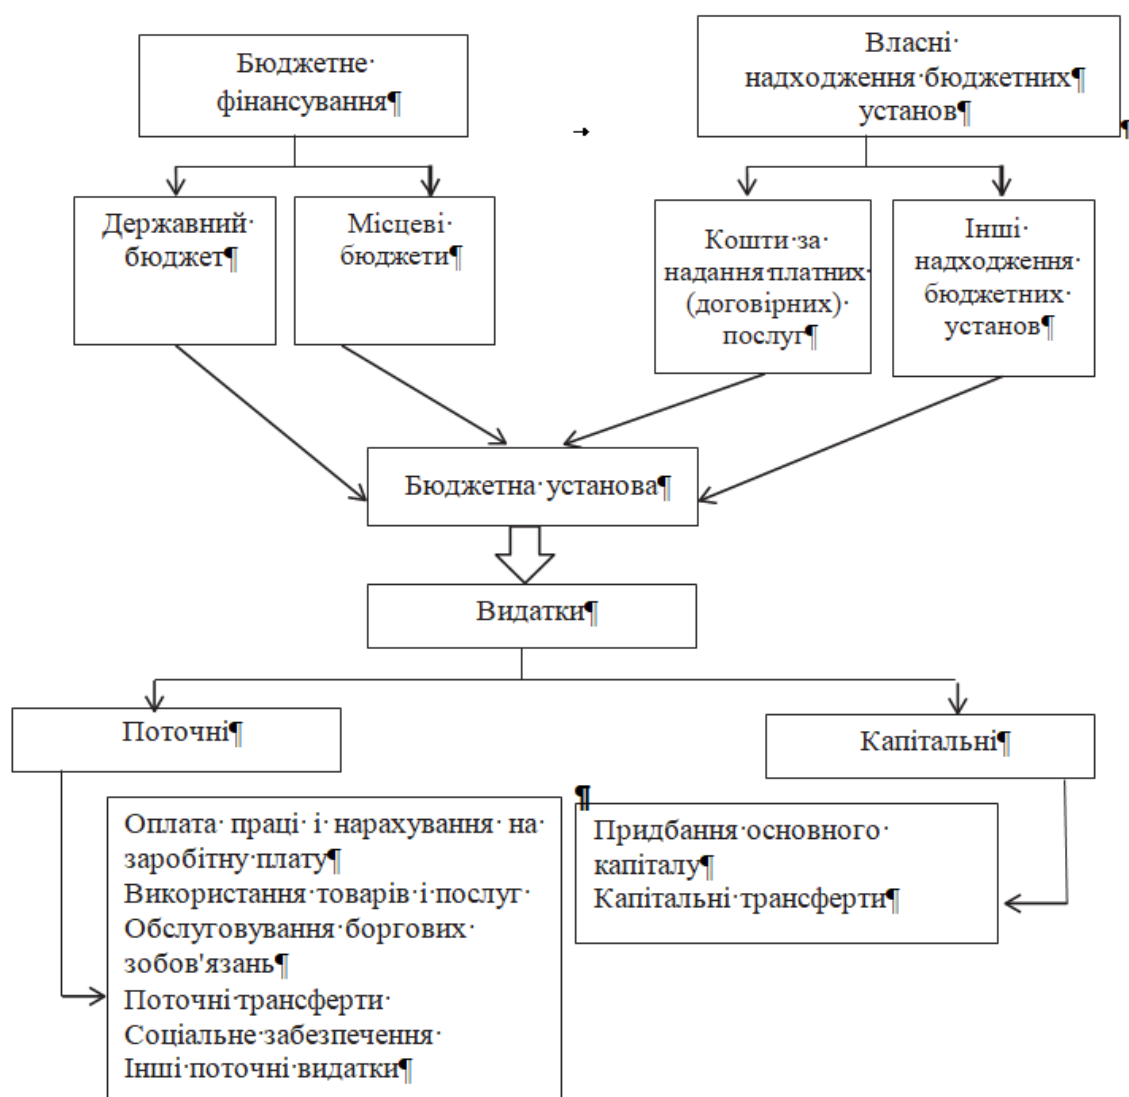 Бюджетне·
фінансування¶
Власні·
надходження·бюджетних¶
установ¶
→
¶
Державний·
бюджет¶
Місцеві·
бюджети¶
Кошти·за·
надання·платних·
(договірних)·
послуг¶
Інші·
надходження·
бюджетних·
установ¶
Бюджетна·установа¶
Видатки¶
Поточні¶
Капітальні¶
Оплата· праці· і· нарахування· на·
заробітну·плату¶
Використання·товарів·і·послуг·
Обслуговування·боргових·
зобов'язань¶
Поточні·трансферти·
Соціальне·забезпечення·
Інші·поточні·видатки¶
¶
Придбання·основного·
капіталу¶
Капітальні·трансферти¶